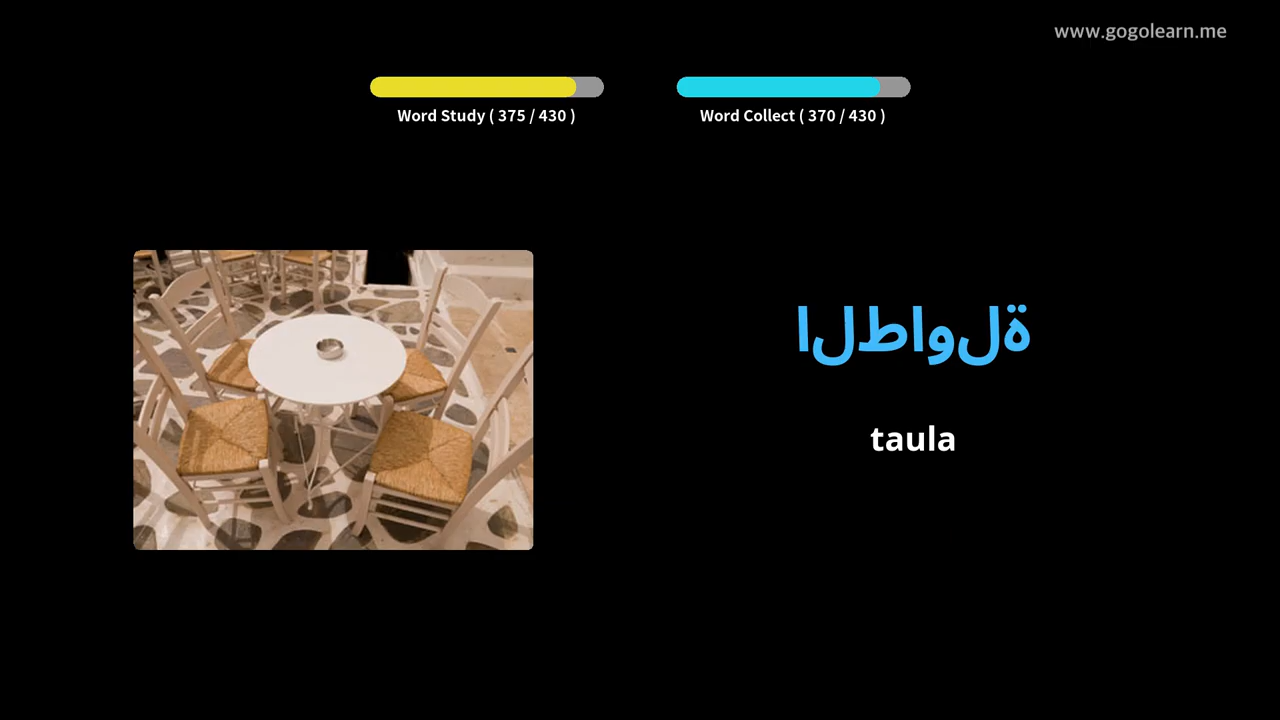 www.gogolearn.me
Word Study ( 375 / 430 )
Word Collect ( 370 / 430 )
الطاولة
taula